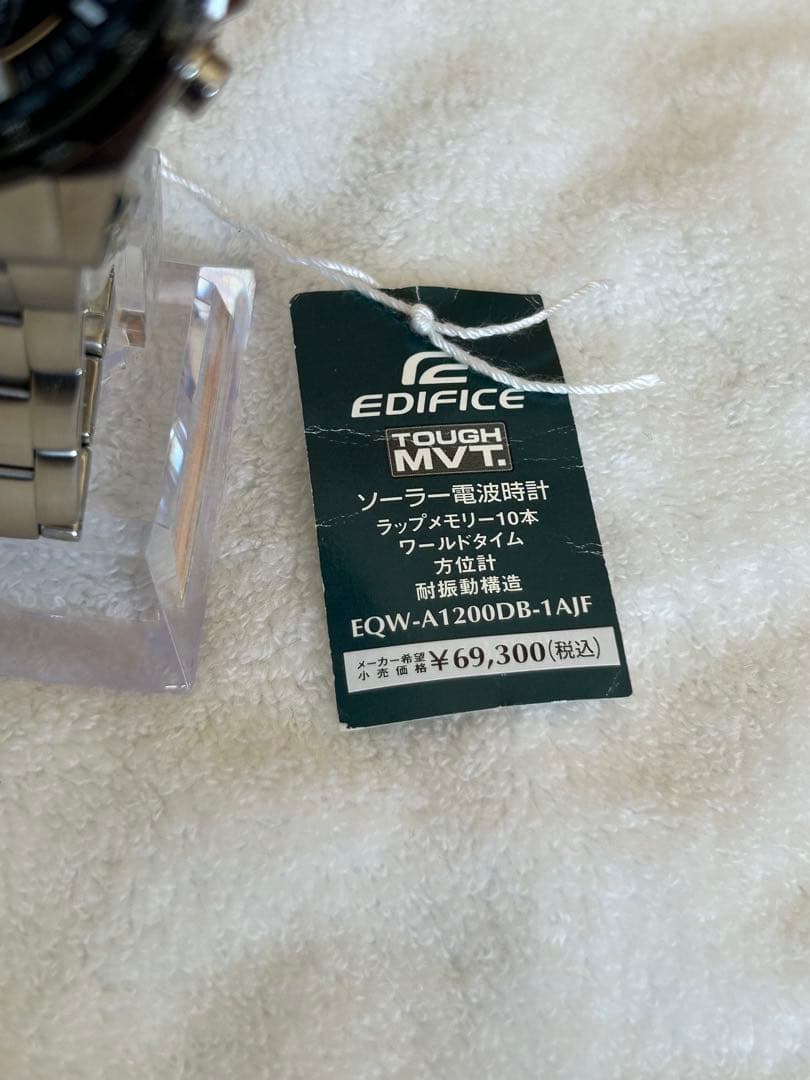 EDIFICE
TOUGH
MVT.
ソーラー電波時計
ラップメモリー10本
ワールドタイム
方位計
耐振動構造
EQW-A1200DB-1AJF
メーカー希望
小売価格 ¥69,300(税込)